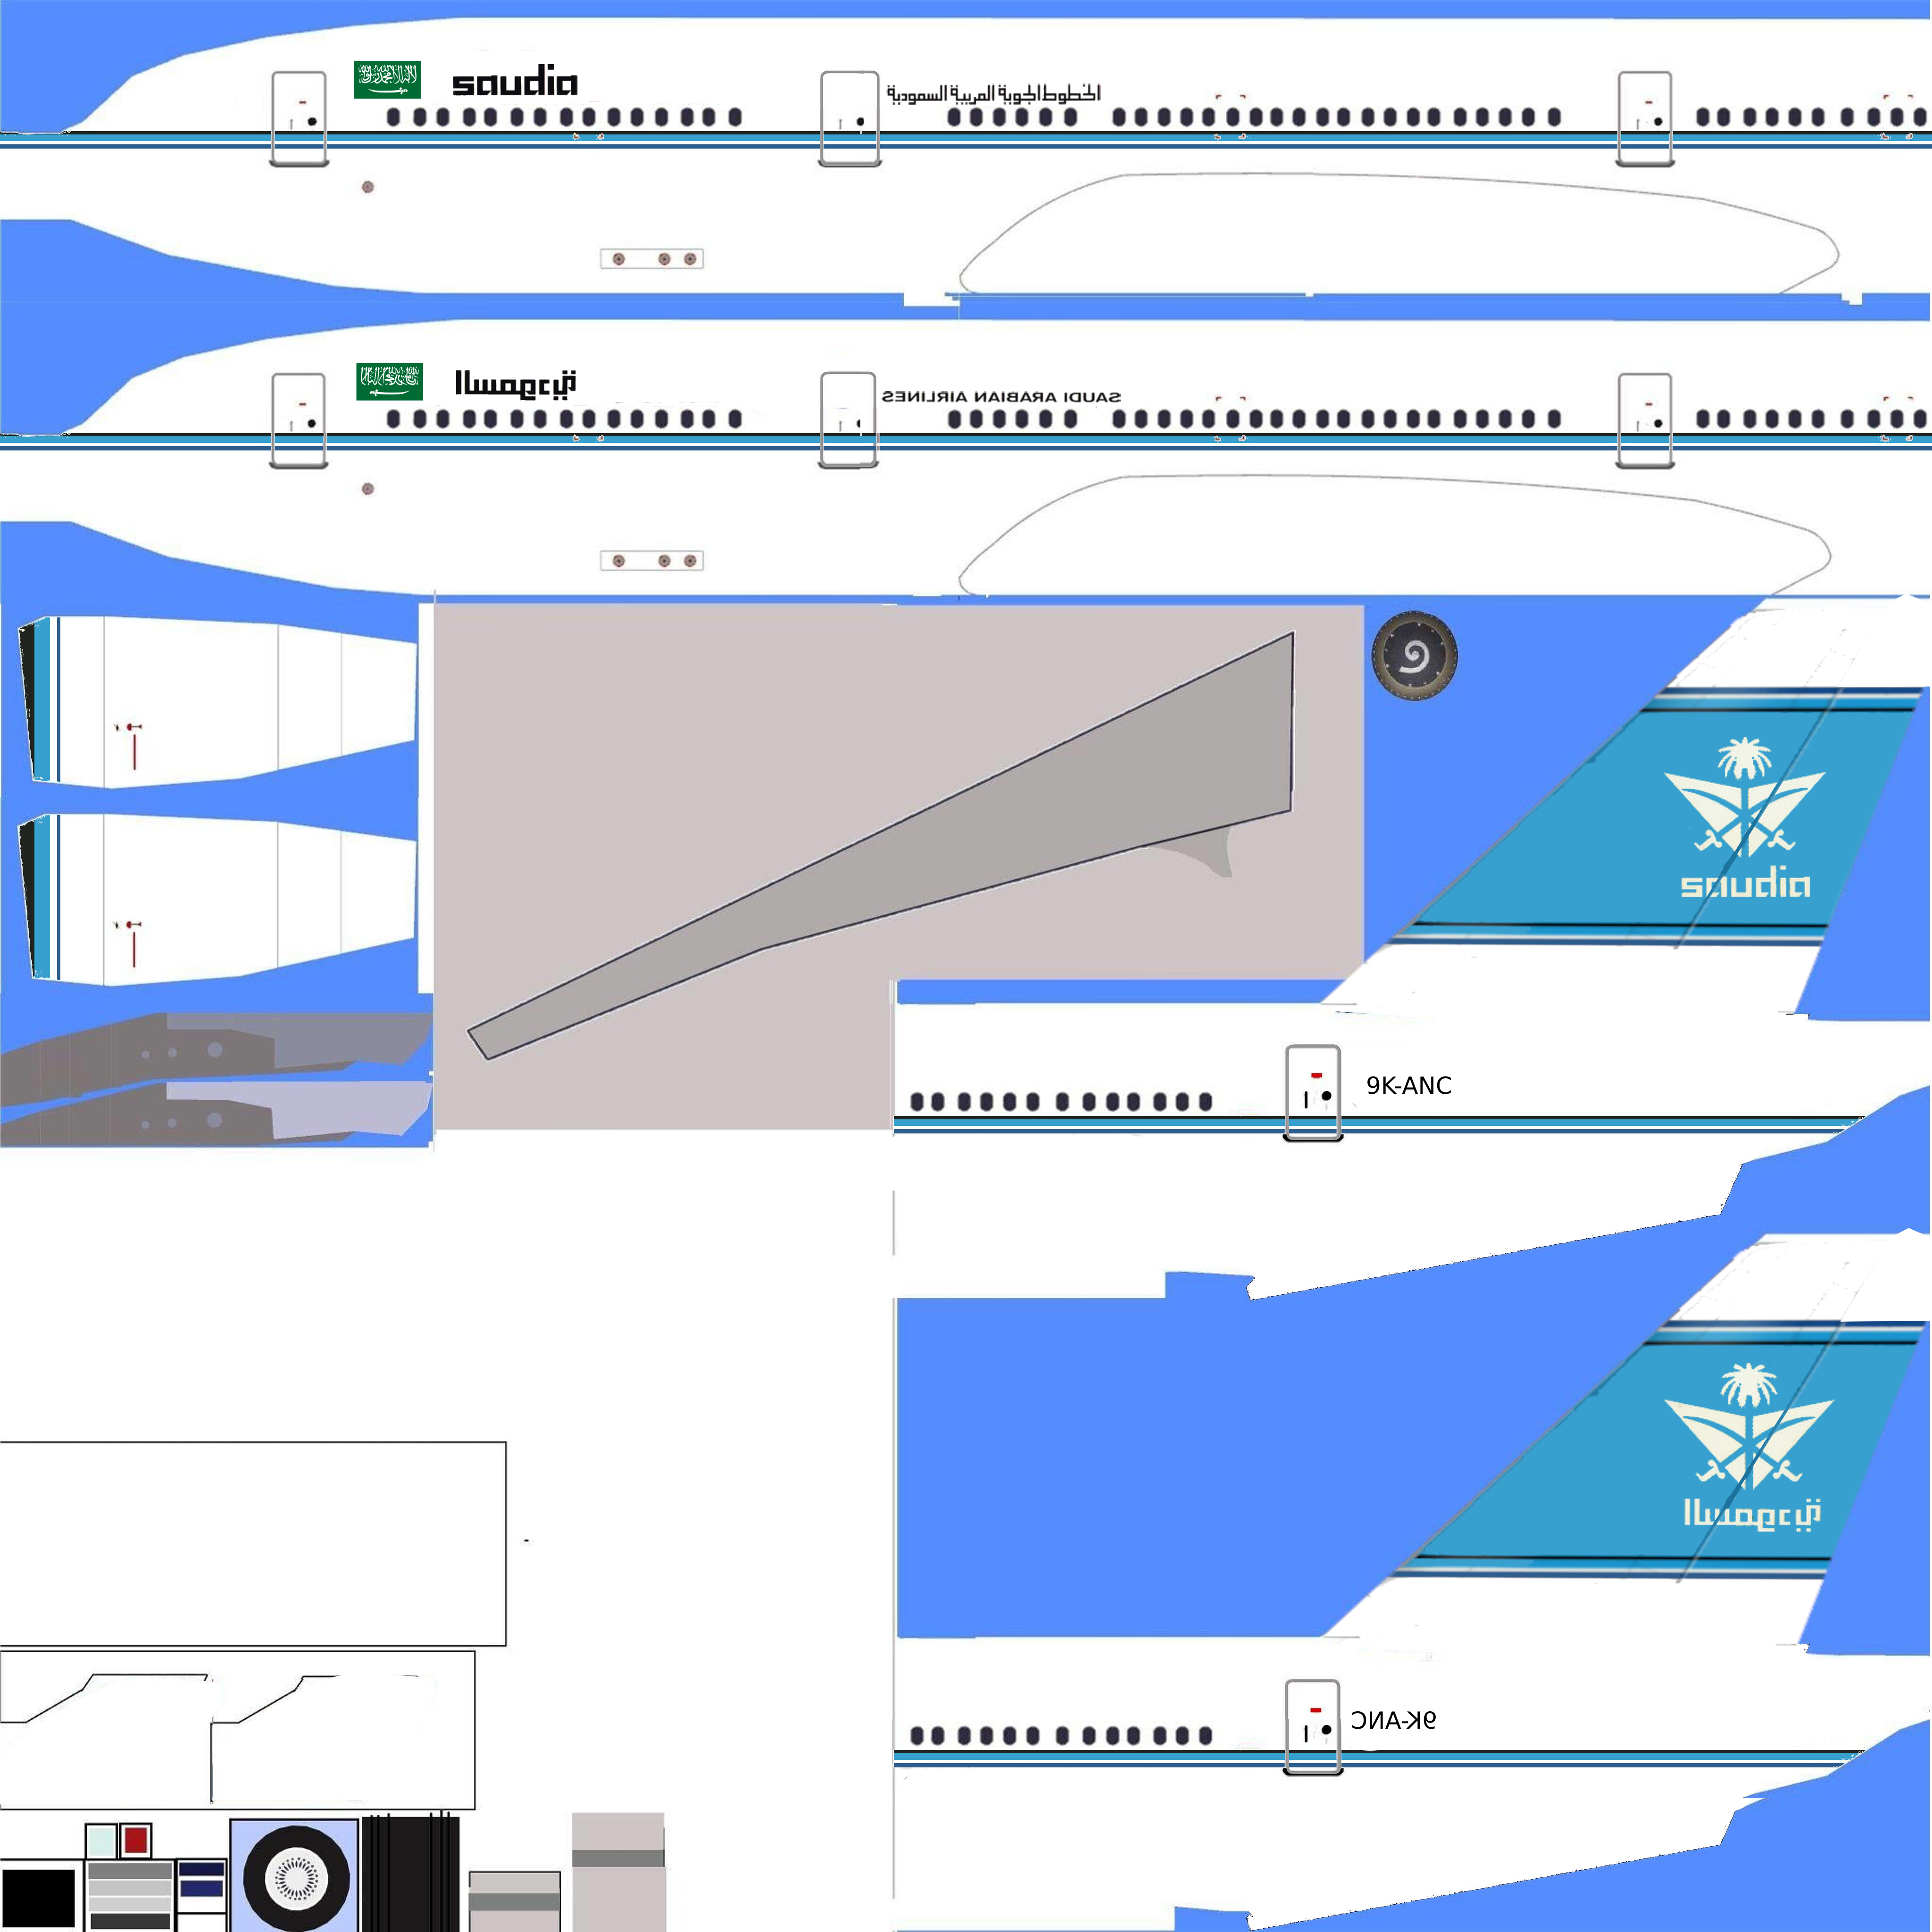 saudia
الخطوط الجوية العربية السعودية
السعودية
SAUDI ARABIAN AIRLINES
saudia
9K-ANC
السعودية
9K-ANC